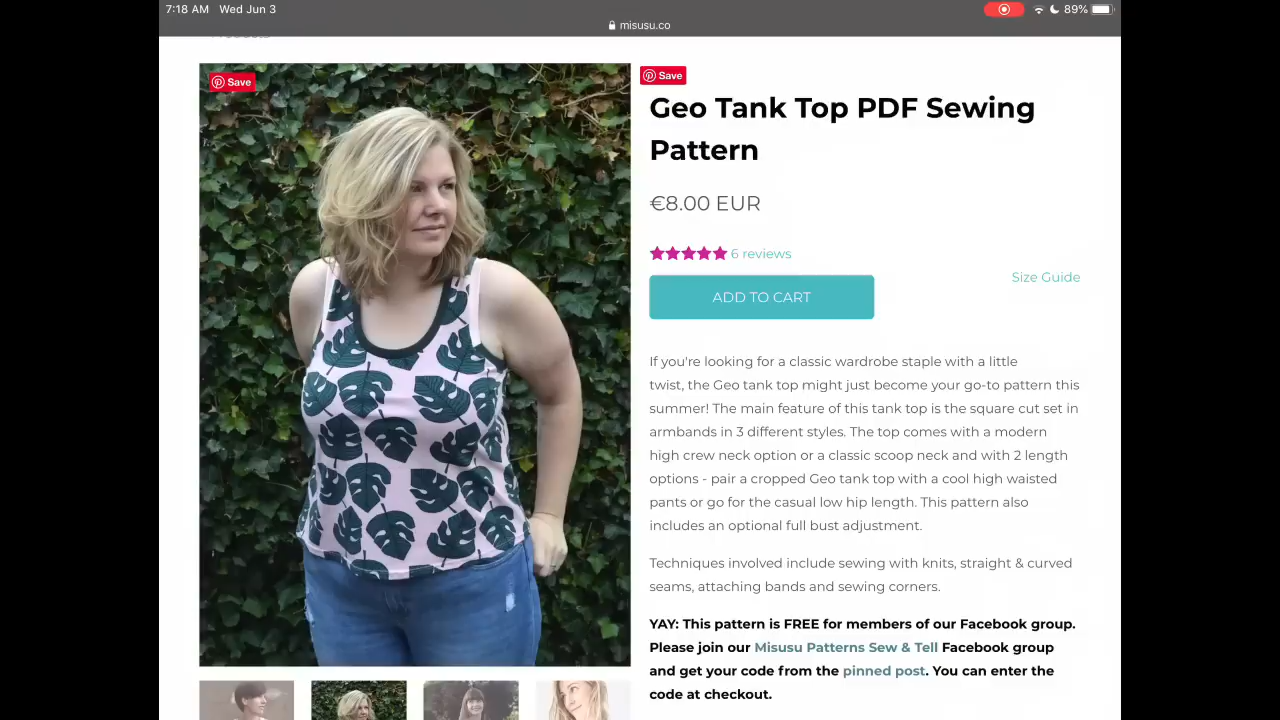 7:18 AM Wed Jun 3
89%
misusu.co
Save
Save
Geo Tank Top PDF Sewing
Pattern
€8.00 EUR
6 reviews
Size Guide
ADD TO CART
If you're looking for a classic wardrobe staple with a little
twist, the Geo tank top might just become your go-to pattern this
summer! The main feature of this tank top is the square cut set in
armbands in 3 different styles. The top comes with a modern
high crew neck option or a classic scoop neck and with 2 length
options - pair a cropped Geo tank top with a cool high waisted
pants or go for the casual low hip length. This pattern also
includes an optional full bust adjustment.
Techniques involved include sewing with knits, straight & curved
seams, attaching bands and sewing corners.
YAY: This pattern is FREE for members of our Facebook group.
Please join our Misusu Patterns Sew & Tell Facebook group
and get your code from the pinned post. You can enter the
code at checkout.